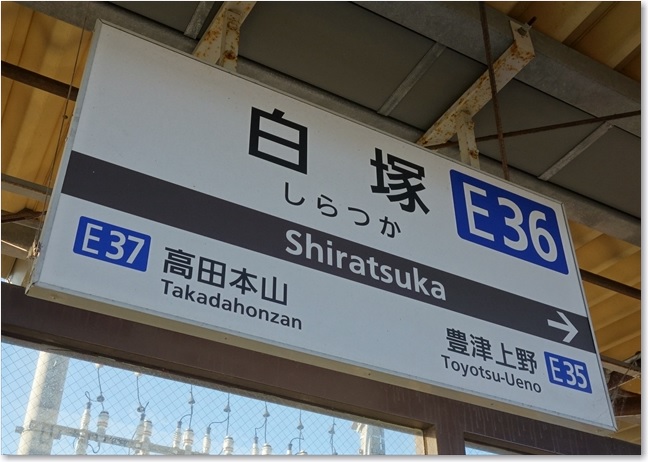 白塚
しらつか
E36
Shiratsuka
E37
高田本山
Takadahonzan
豊津上野
Toyotsu-Ueno
E35